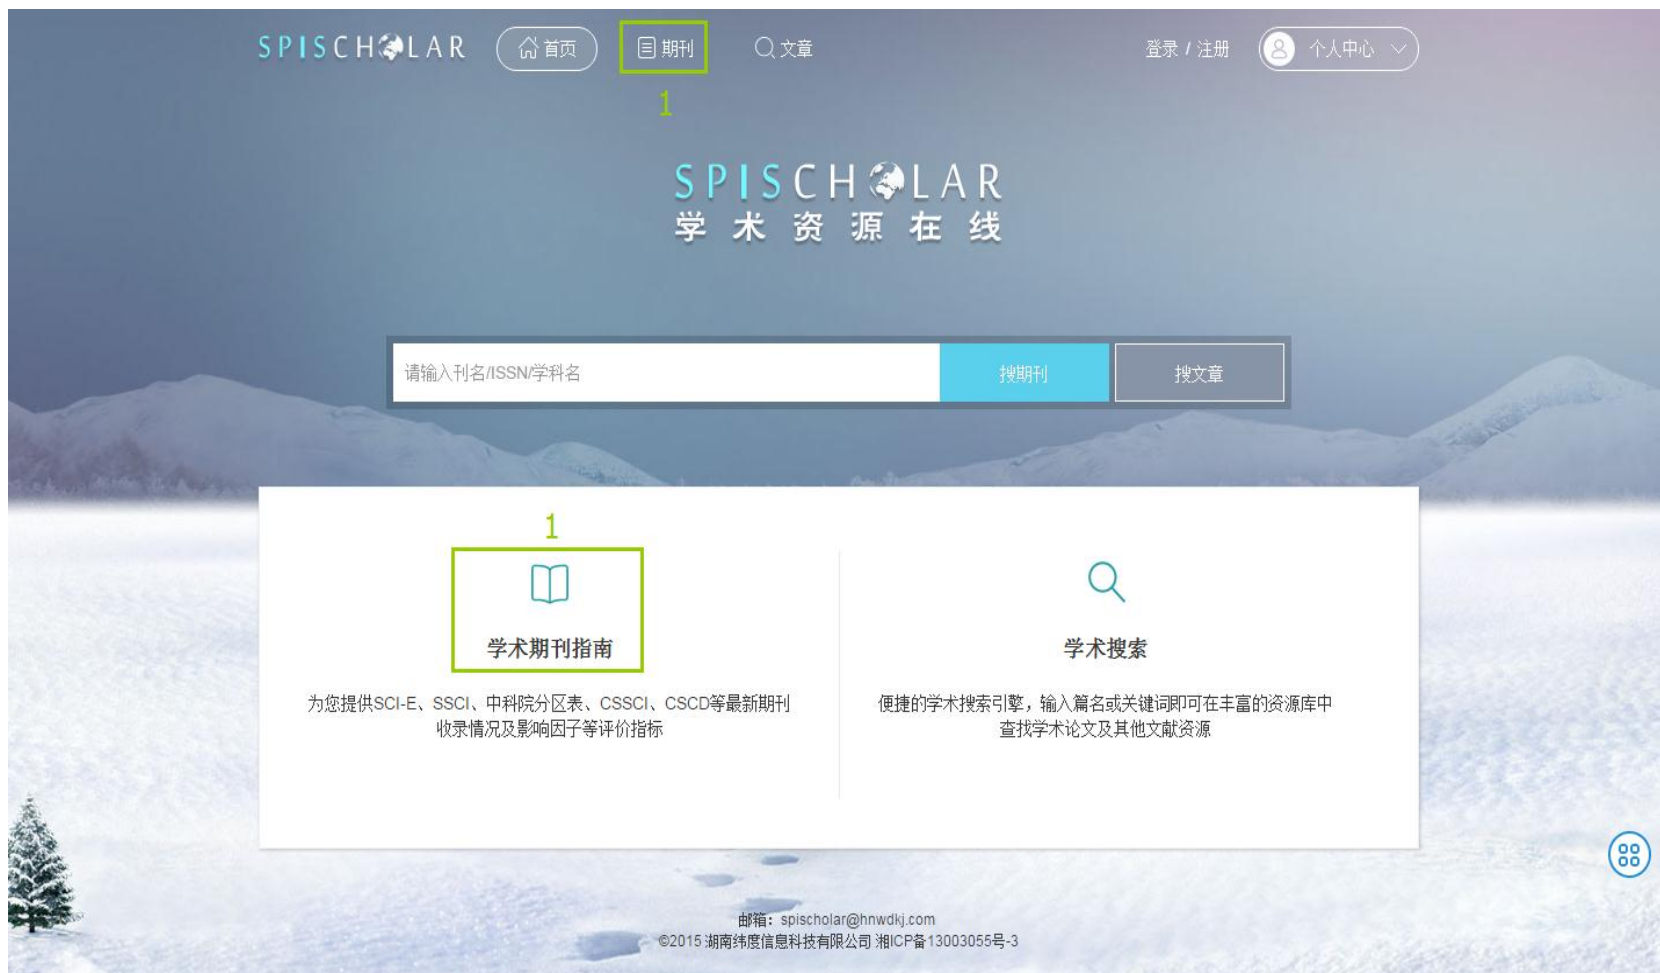 SPISCHOLAR 首页 期刊 文章 登录 / 注册 个人中心
1
SPISCHOLAR
学术资源在线
请输入刊名/ISSN/学科名 搜期刊 搜文章
1
学术期刊指南
为您提供SCI-E、SSCI、中科院分区表、CSSCI、CSCD等最新期刊
收录情况及影响因子等评价指标
学术搜索
便捷的学术搜索引擎，输入篇名或关键词即可在丰富的资源库中
查找学术论文及其他文献资源
邮箱：spischolar@hnwdkj.com
©2015 湖南纬度信息科技有限公司 湘ICP备13003055号-3